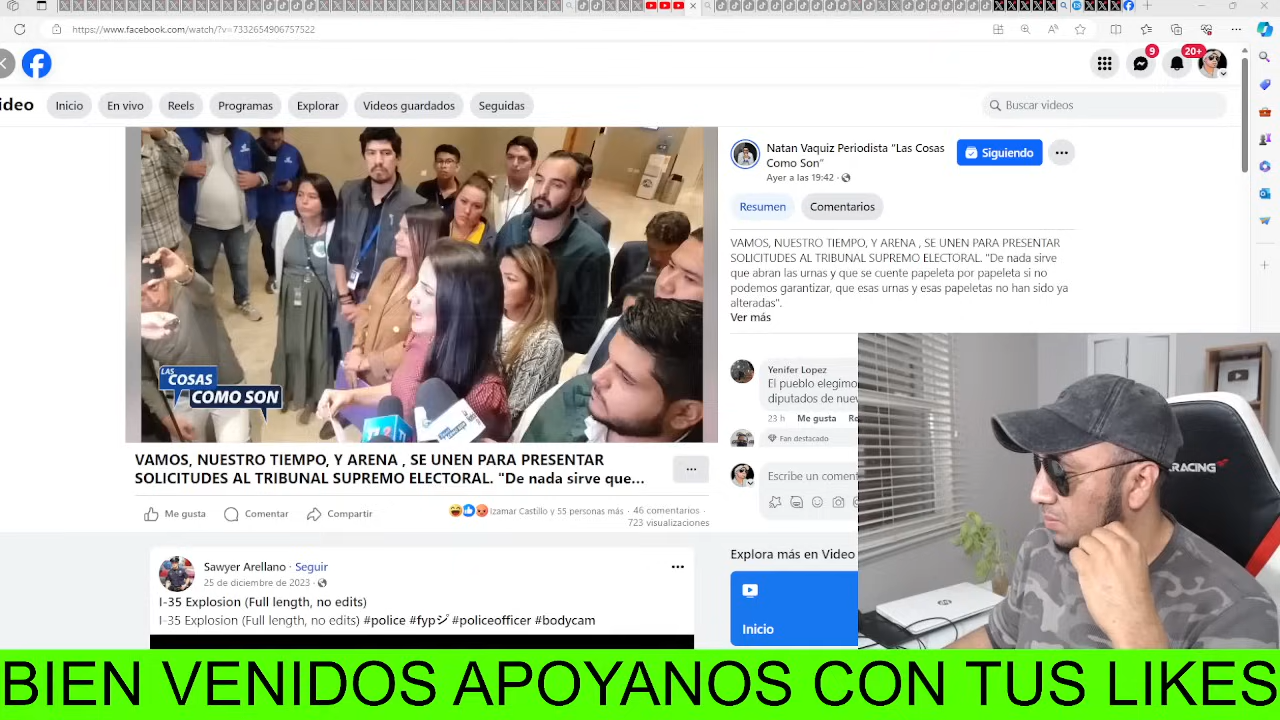 https://www.facebook.com/watch/?v=7332654906757522
9
20+
ideo
Inicio
En vivo
Reels
Programas
Explorar
Videos guardados
Seguidas
Buscar videos
Natan Vaquiz Periodista "Las Cosas
Como Son"
Ayer a las 19:42
Siguiendo
Resumen
Comentarios
VAMOS, NUESTRO TIEMPO, Y ARENA , SE UNEN PARA PRESENTAR
SOLICITUDES AL TRIBUNAL SUPREMO ELECTORAL. "De nada sirve
que abran las urnas y que se cuente papeleta por papeleta si no
podemos garantizar, que esas urnas y esas papeletas no han sido ya
alteradas".
Ver más
LAS
COSAS
COMO SON
Yenifer Lopez
El pueblo elegimo
diputados de nuev
23 h
Me gusta
Re
Fan destacado
Escribe un coment
VAMOS, NUESTRO TIEMPO, Y ARENA , SE UNEN PARA PRESENTAR
SOLICITUDES AL TRIBUNAL SUPREMO ELECTORAL. "De nada sirve que...
Me gusta
Comentar
Compartir
Izamar Castillo y 55 personas más
46 comentarios
723 visualizaciones
Sawyer Arellano · Seguir
25 de diciembre de 2023
I-35 Explosion (Full length, no edits)
I-35 Explosion (Full length, no edits) #police #fypシ #policeofficer #bodycam
Explora más en Video
Inicio
RACING
BIEN VENIDOS APOYANOS CON TUS LIKES